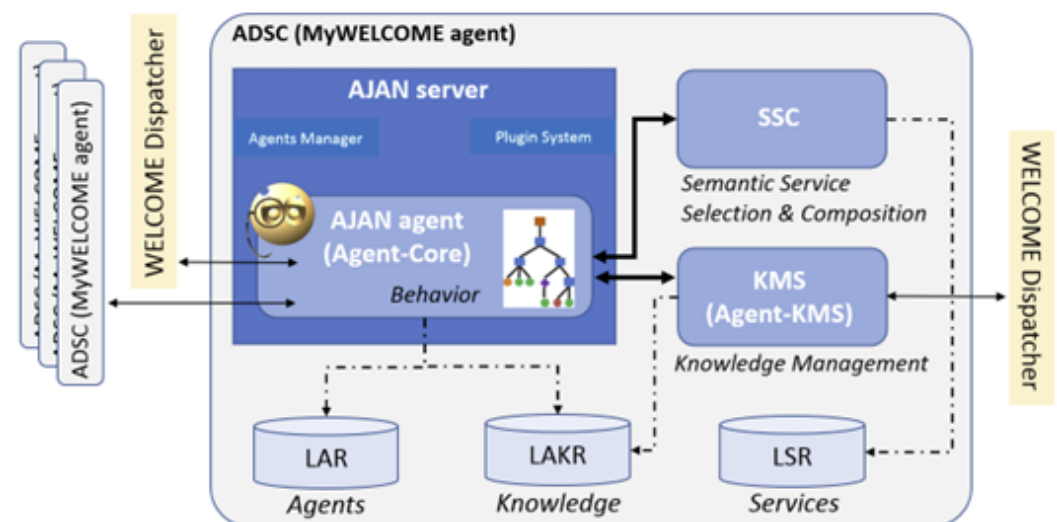 ADSC (MyWELCOME agent)
WELCOME Dispatcher
ADSC (MyWELCOME agent)
AJAN server
Agents Manager
Plugin System
AJAN agent
(Agent-Core)
Behavior
SSC
Semantic Service
Selection & Composition
KMS
(Agent-KMS)
Knowledge Management
WELCOME Dispatcher
LAR
Agents
LAKR
Knowledge
LSR
Services